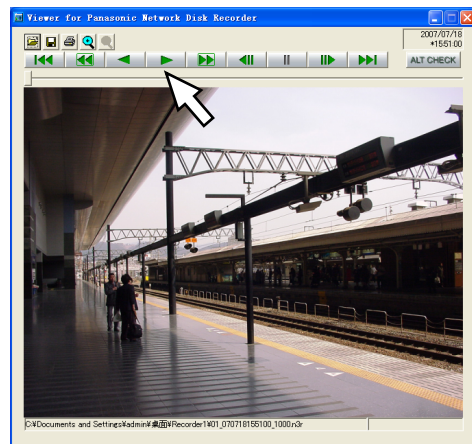 Viewer for Panasonic Network Disk Recorder
2007/07/18
*15:51:00
ALT CHECK
C:¥Documents and Settings¥admin¥桌面¥Recorder1¥01_070718155100_1000.n3r